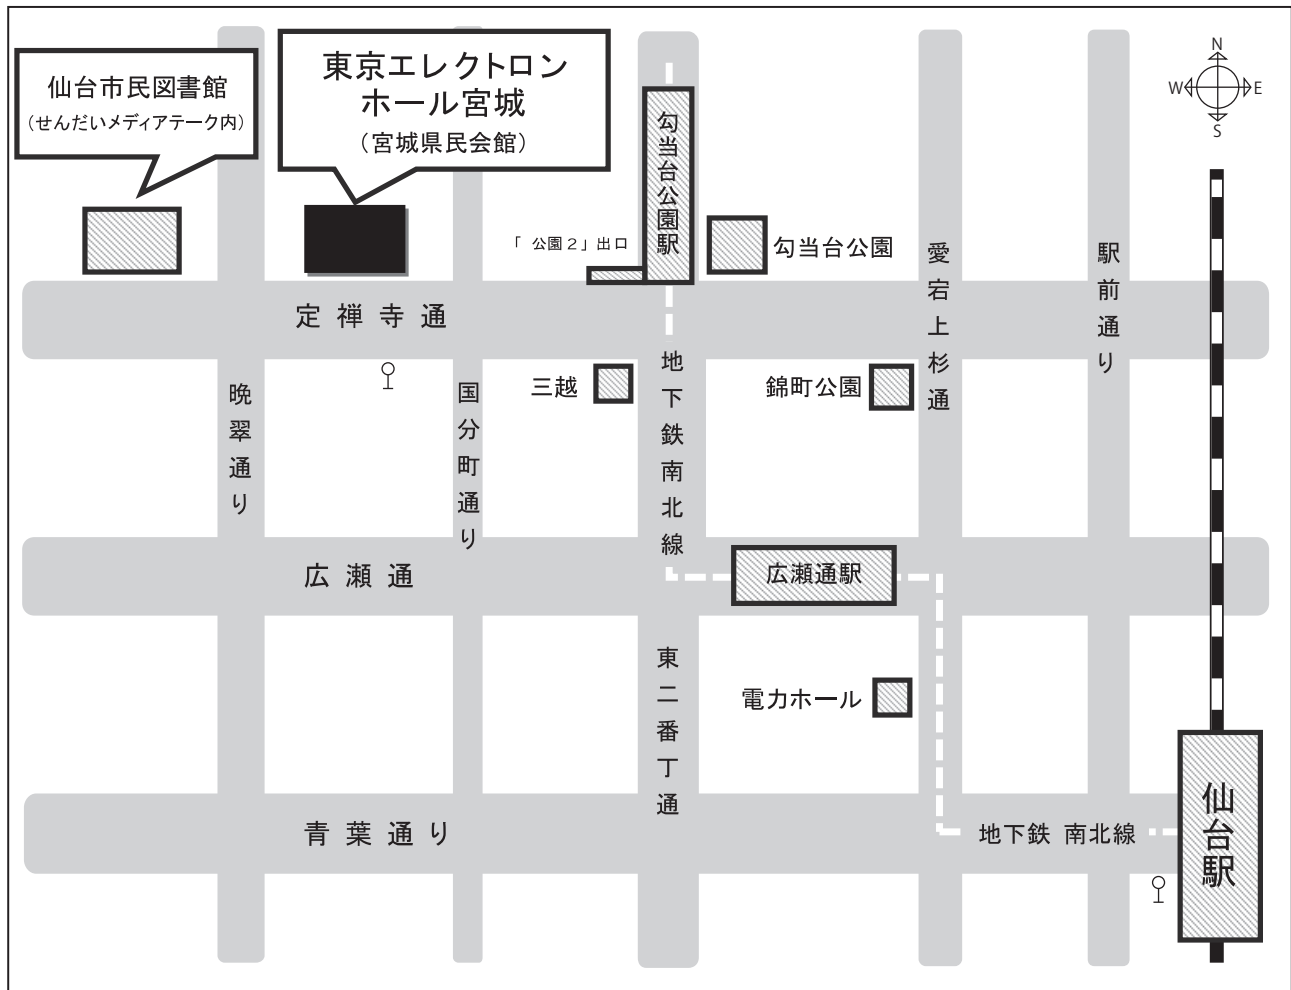 仙台市民図書館
(せんだいメディアテーク内)
東京エレクトロン
ホール宮城
(宮城県民会館)
勾当台公園駅
「 公園2」出口
勾当台公園
N
W
E
S
愛宕上杉通
駅前通り
定禅寺通
地下鉄南北線
三越
錦町公園
晩翠通り
国分町通り
広瀬通
広瀬通駅
東二番丁通
電力ホール
青葉通り
地下鉄 南北線
仙台駅